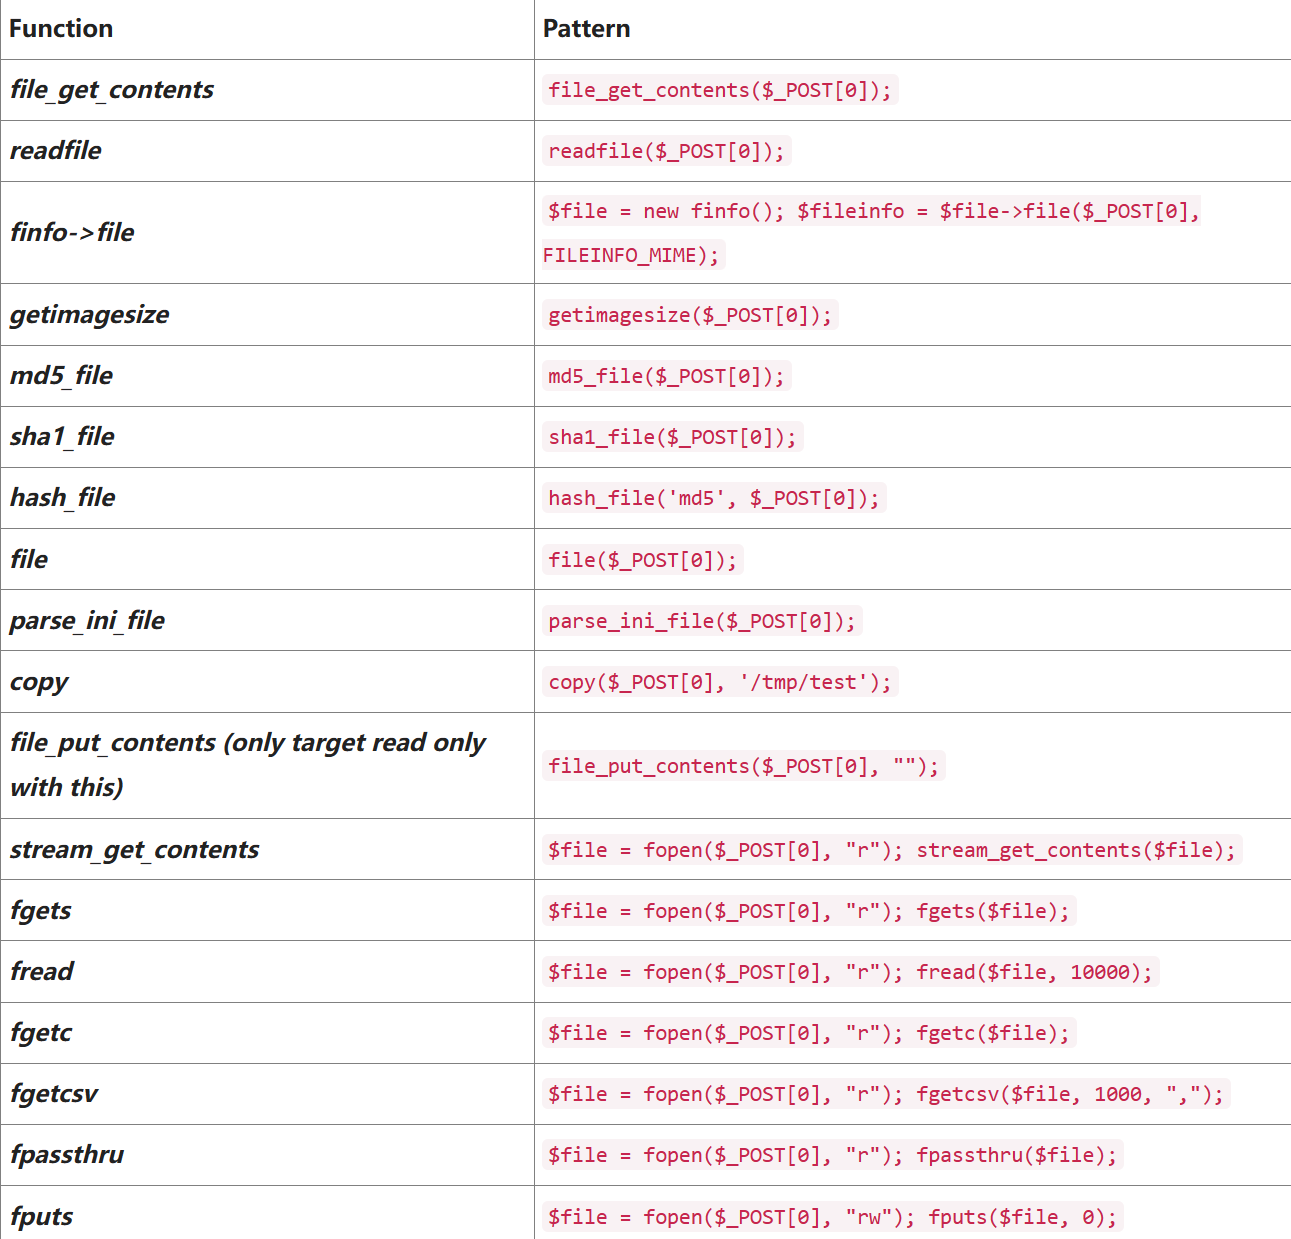 Function Pattern
file_get_contents file_get_contents($_POST[0]);
readfile readfile($_POST[0]);
finfo->file $file = new finfo(); $fileinfo = $file->file($_POST[0],
FILEINFO_MIME);
getimagesize getimagesize($_POST[0]);
md5_file md5_file($_POST[0]);
sha1_file sha1_file($_POST[0]);
hash_file hash_file('md5', $_POST[0]);
file file($_POST[0]);
parse_ini_file parse_ini_file($_POST[0]);
copy copy($_POST[0], '/tmp/test');
file_put_contents (only target read only
with this)
file_put_contents($_POST[0], "");
stream_get_contents $file = fopen($_POST[0], "r"); stream_get_contents($file);
fgets $file = fopen($_POST[0], "r"); fgets($file);
fread $file = fopen($_POST[0], "r"); fread($file, 10000);
fgetc $file = fopen($_POST[0], "r"); fgetc($file);
fgetcsv $file = fopen($_POST[0], "r"); fgetcsv($file, 1000, ",");
fpassthru $file = fopen($_POST[0], "r"); fpassthru($file);
fputs $file = fopen($_POST[0], "rw"); fputs($file, 0);